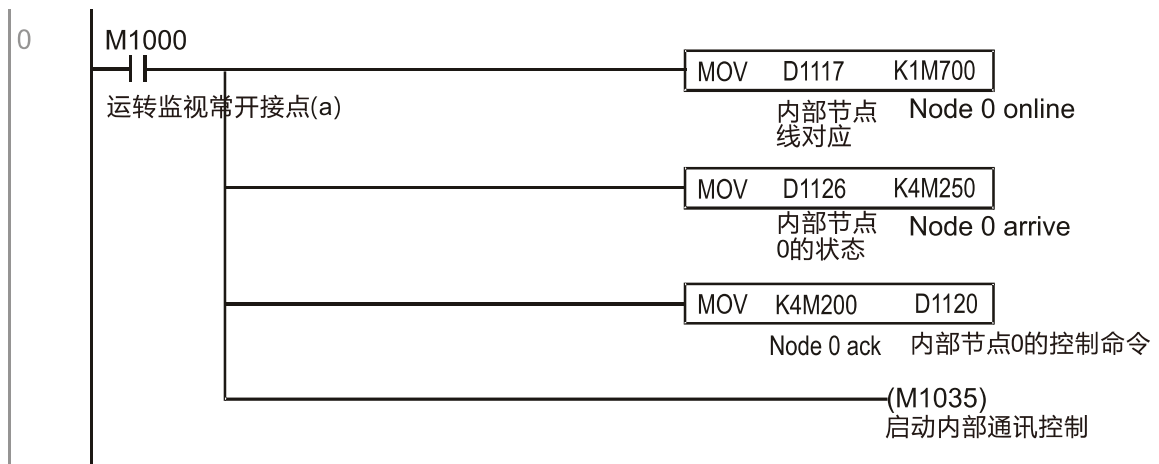 0
M1000
运转监视常开接点(a)
MOV D1117 K1M700
内部节点
线对应
Node 0 online
MOV D1126 K4M250
内部节点
0的状态
Node 0 arrive
MOV K4M200 D1120
Node 0 ack
内部节点0的控制命令
(M1035)
启动内部通讯控制